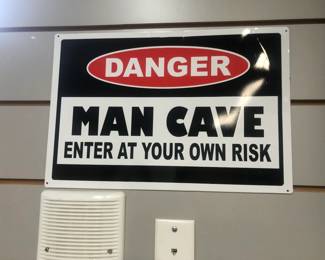 DANGER
MAN CAVE
ENTER AT YOUR OWN RISK